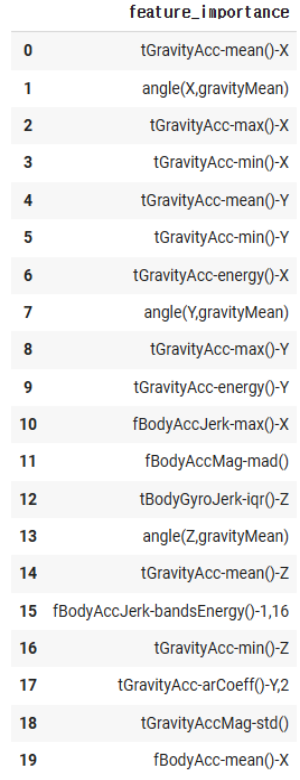 feature_importance
0 tGravityAcc-mean()-X
1 angle(X,gravityMean)
2 tGravityAcc-max()-X
3 tGravityAcc-min()-X
4 tGravityAcc-mean()-Y
5 tGravityAcc-min()-Y
6 tGravityAcc-energy()-X
7 angle(Y,gravityMean)
8 tGravityAcc-max()-Y
9 tGravityAcc-energy()-Y
10 fBodyAccJerk-max()-X
11 fBodyAccMag-mad()
12 tBodyGyroJerk-iqr()-Z
13 angle(Z,gravityMean)
14 tGravityAcc-mean()-Z
15 fBodyAccJerk-bandsEnergy()-1,16
16 tGravityAcc-min()-Z
17 tGravityAcc-arCoeff()-Y,2
18 tGravityAccMag-std()
19 fBodyAcc-mean()-X